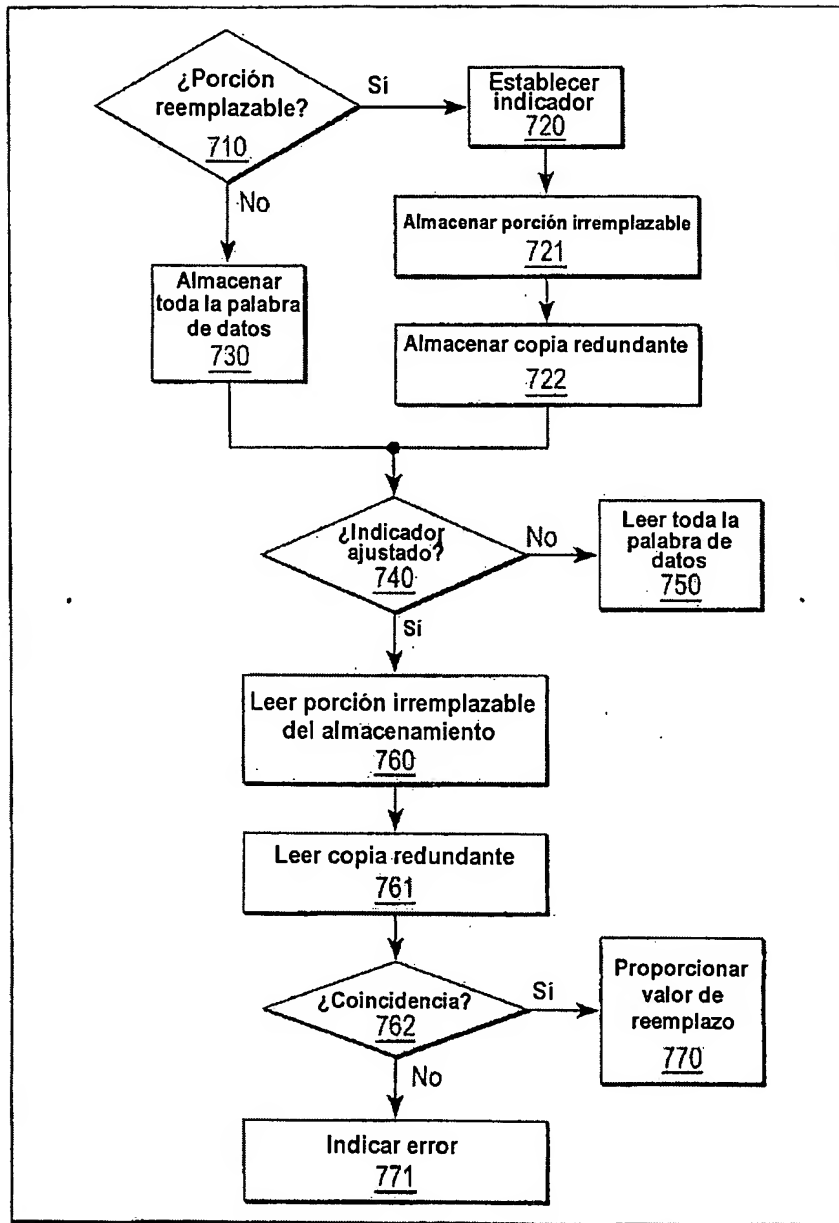 ¿Porción
reemplazable?
710
Sí
Establecer
indicador
720
No
Almacenar porción irremplazable
721
Almacenar
toda la palabra
de datos
730
Almacenar copia redundante
722
¿Indicador
ajustado?
740
No
Leer toda la
palabra de
datos
750
Sí
Leer porción irremplazable
del almacenamiento
760
Leer copia redundante
761
¿Coincidencia?
762
Sí
Proporcionar
valor de
reemplazo
770
No
Indicar error
771